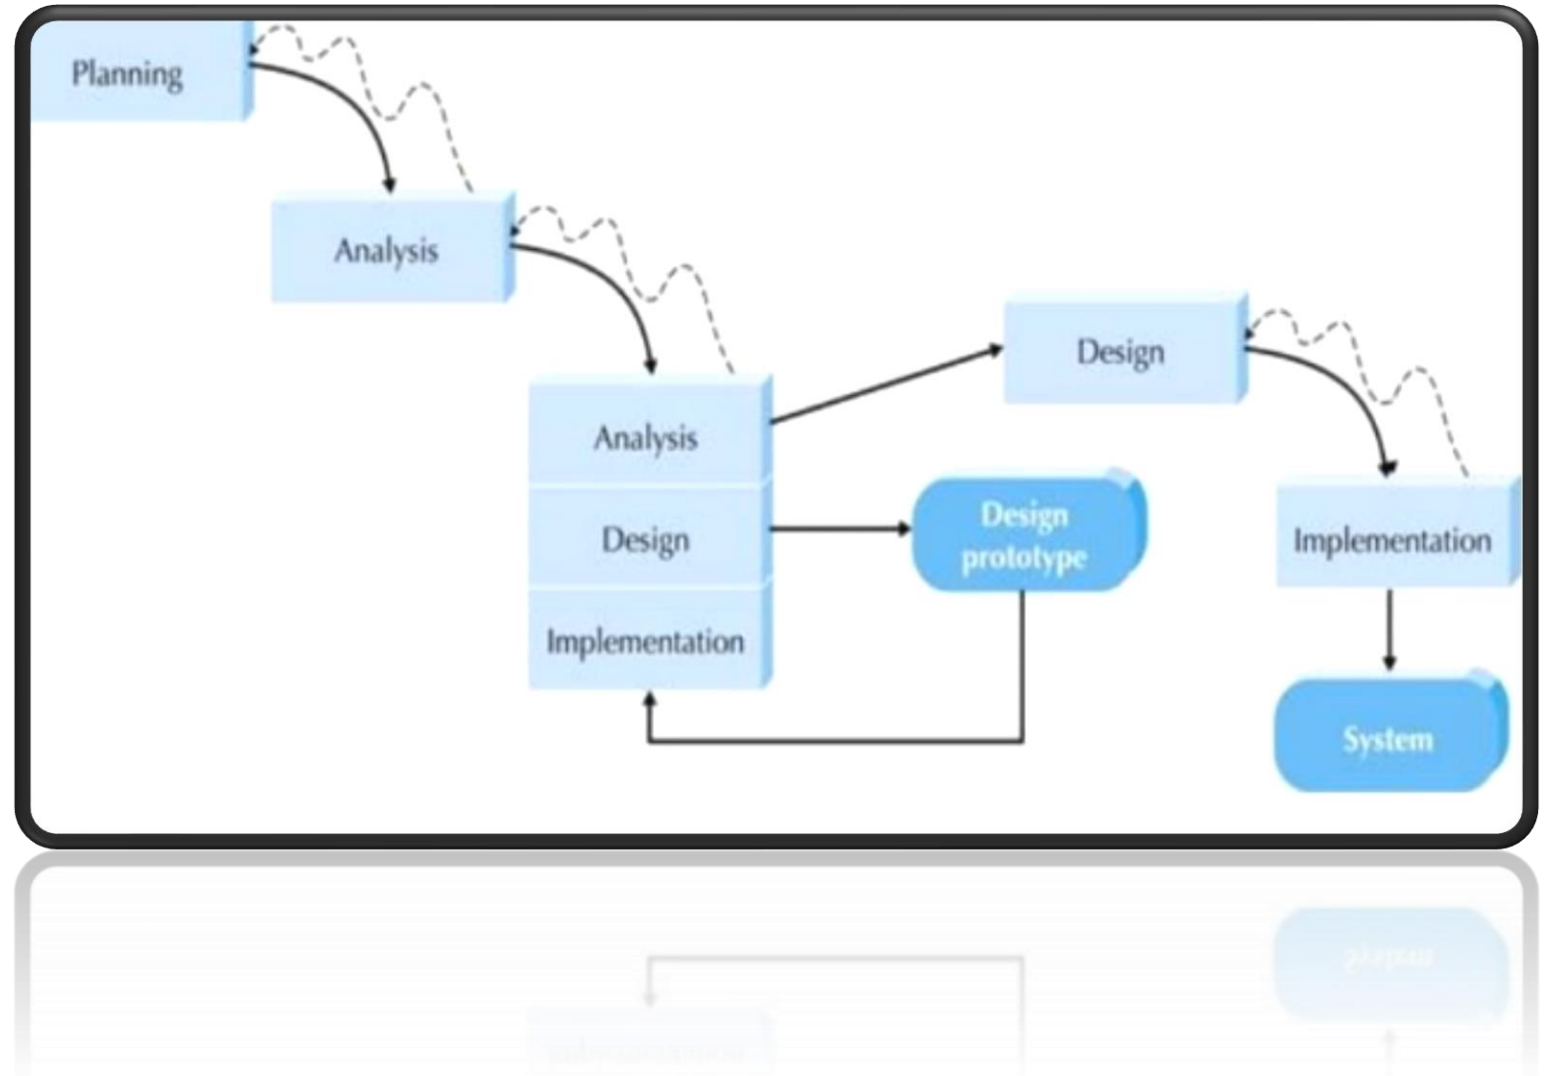 Planning
Analysis
Analysis
Design
Implementation
Design
prototype
Design
Implementation
System